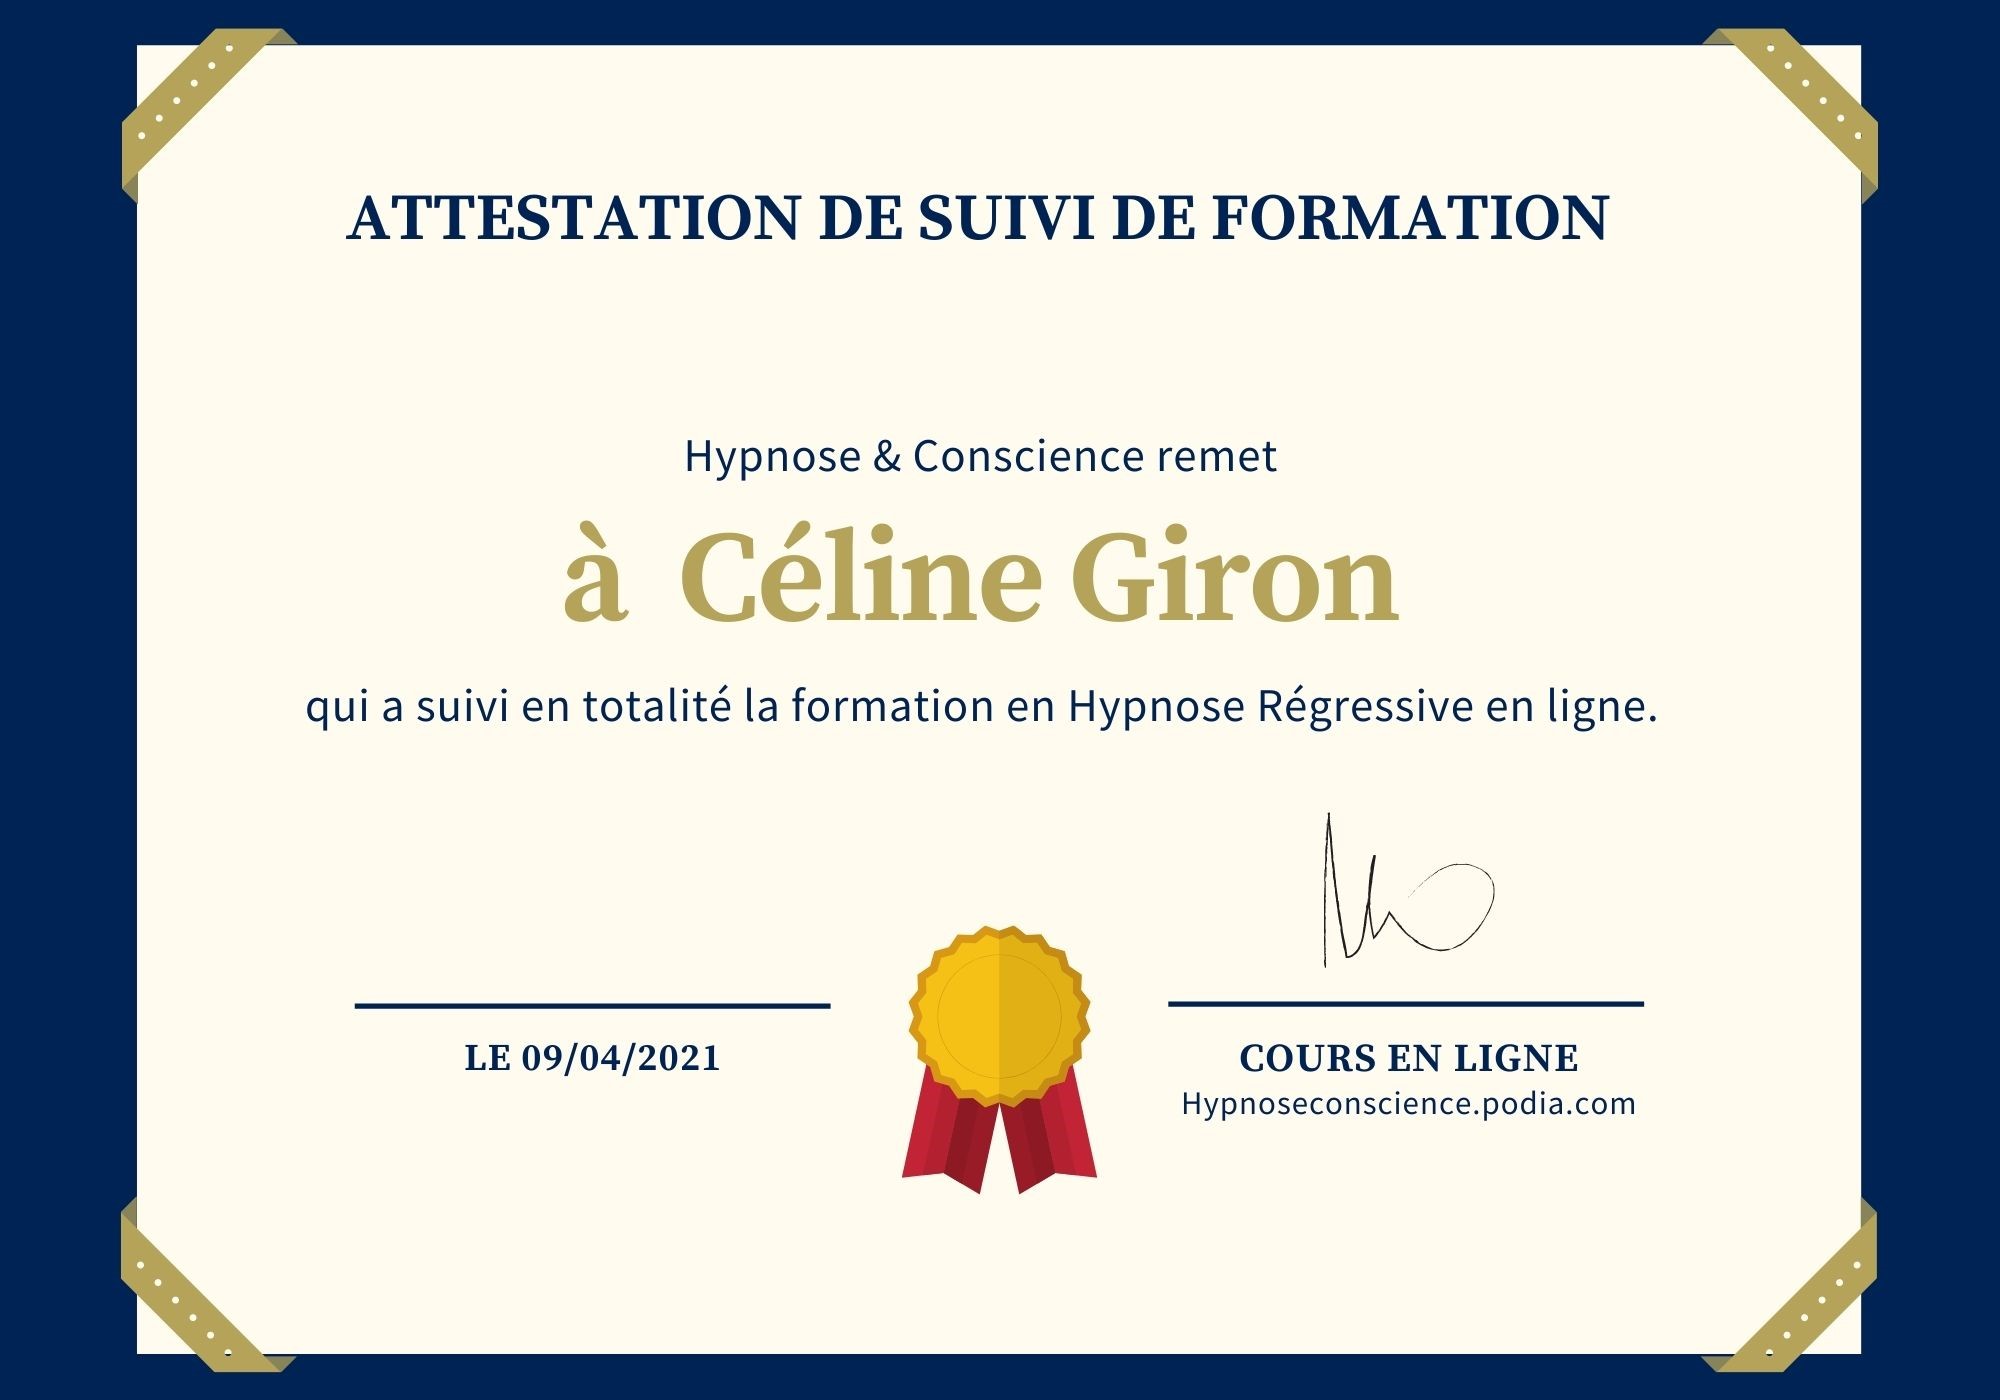 ATTESTATION DE SUIVI DE FORMATION
Hypnose & Conscience remet
à Céline Giron
qui a suivi en totalité la formation en Hypnose Régressive en ligne.
LE 09/04/2021
COURS EN LIGNE
Hypnoseconscience.podia.com